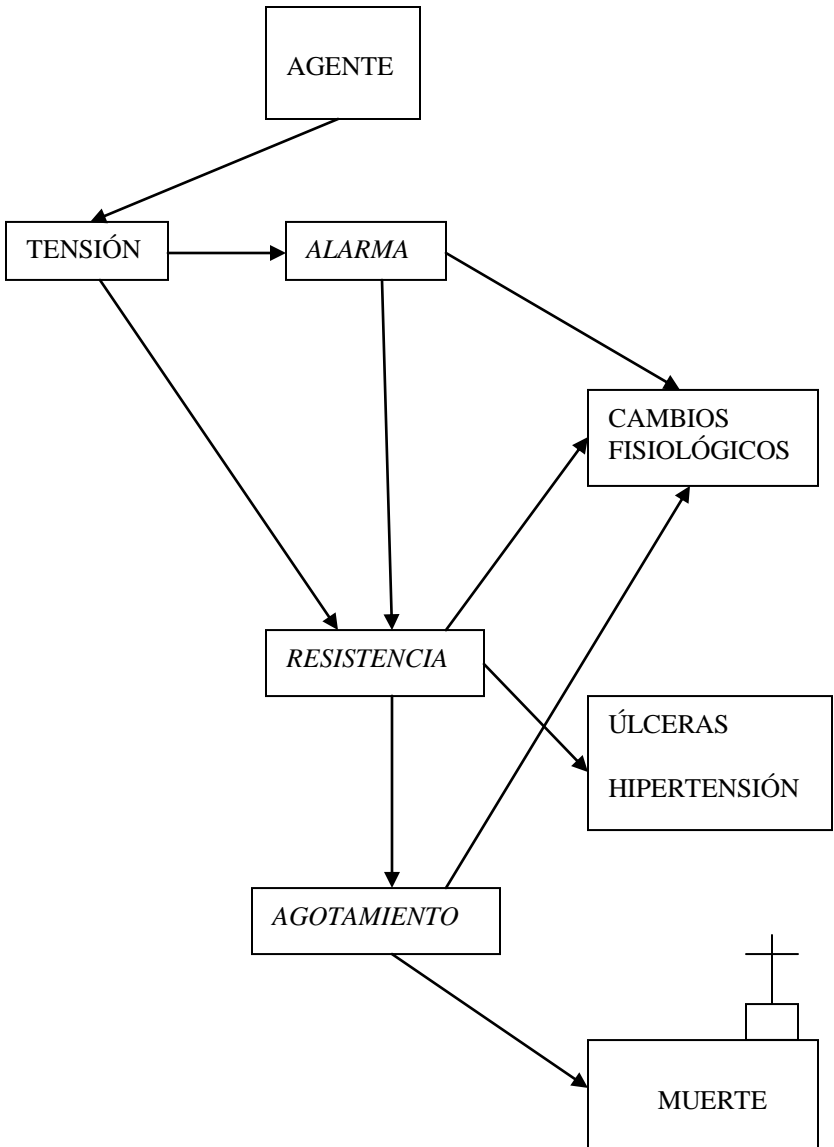 AGENTE
TENSIÓN
ALARMA
CAMBIOS
FISIOLÓGICOS
RESISTENCIA
ÚLCERAS
HIPERTENSIÓN
AGOTAMIENTO
MUERTE